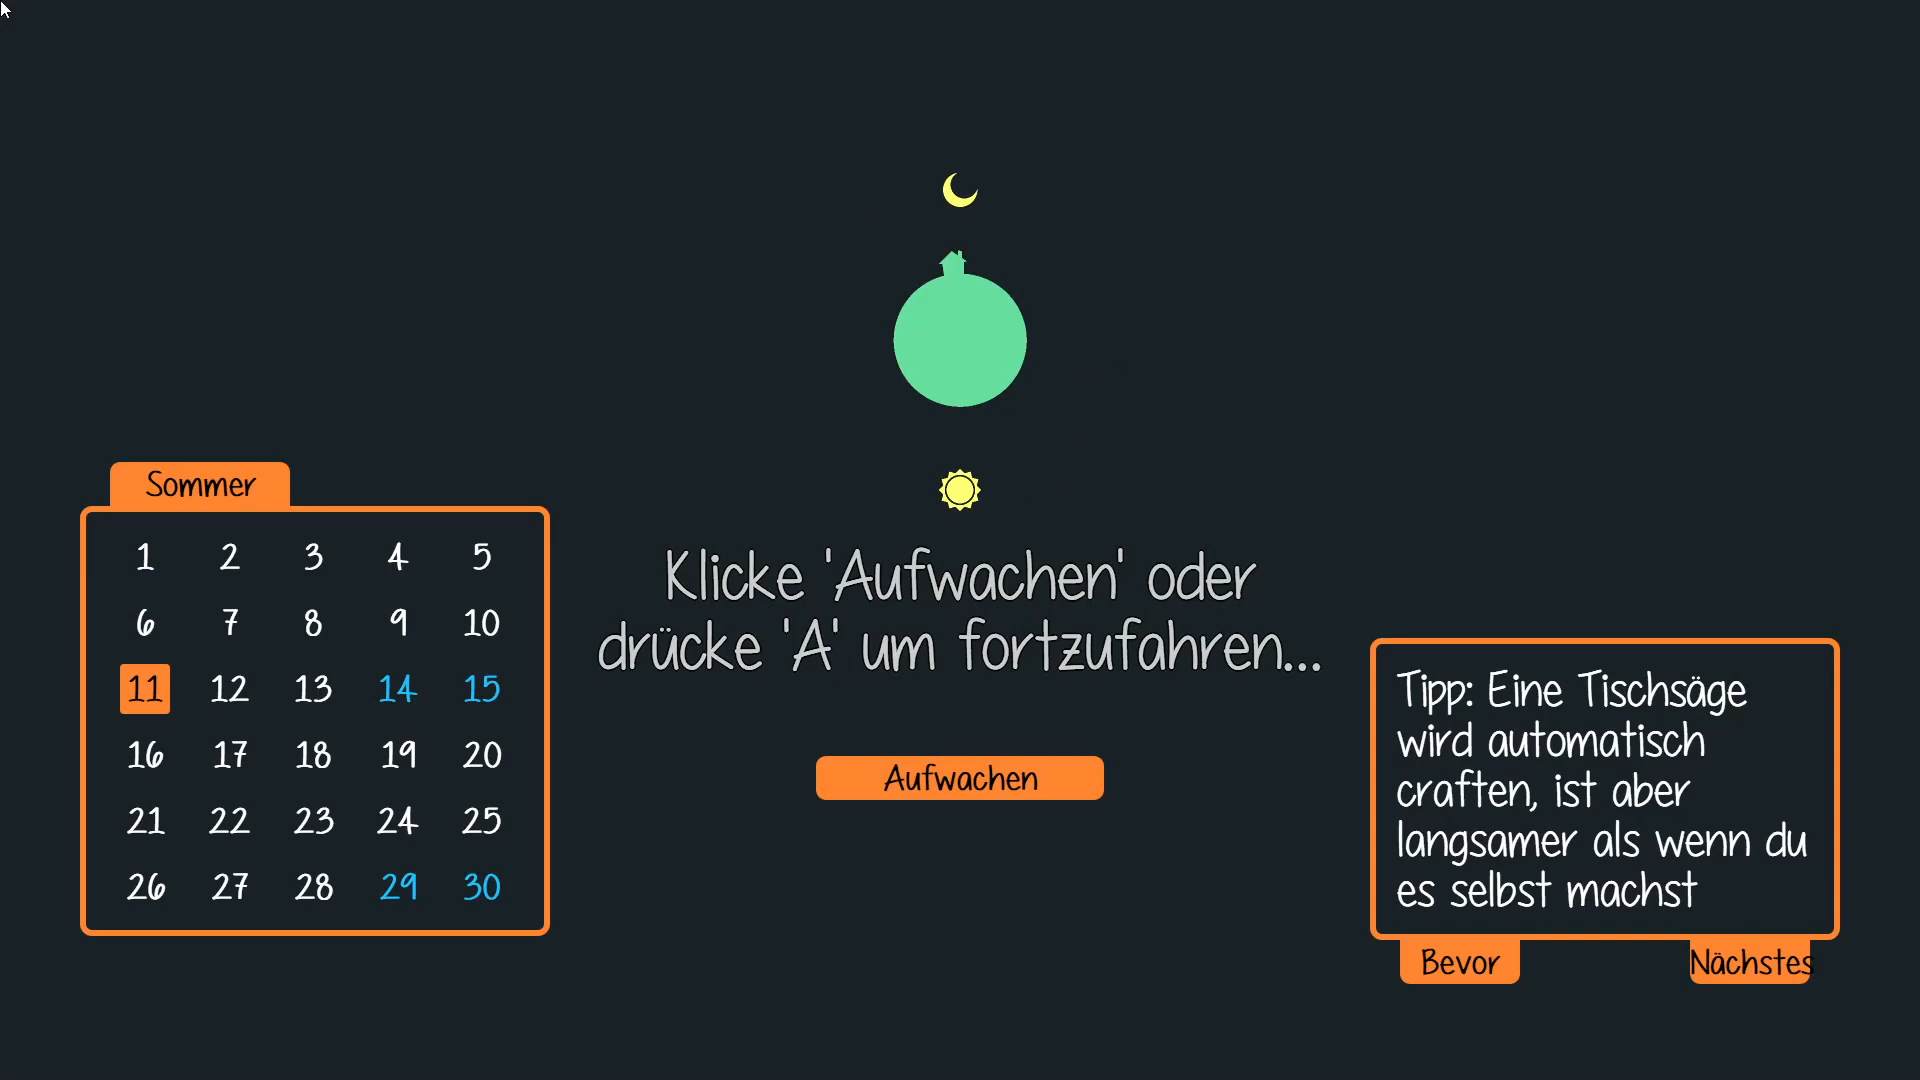 Sommer
1 2 3 4 5
6 7 8 9 10
11 12 13 14 15
16 17 18 19 20
21 22 23 24 25
26 27 28 29 30
Klicke 'Aufwachen' oder
drücke 'A' um fortzufahren...
Aufwachen
Tipp: Eine Tischsäge
wird automatisch
craften, ist aber
langsamer als wenn du
es selbst machst
Bevor
Nächstes